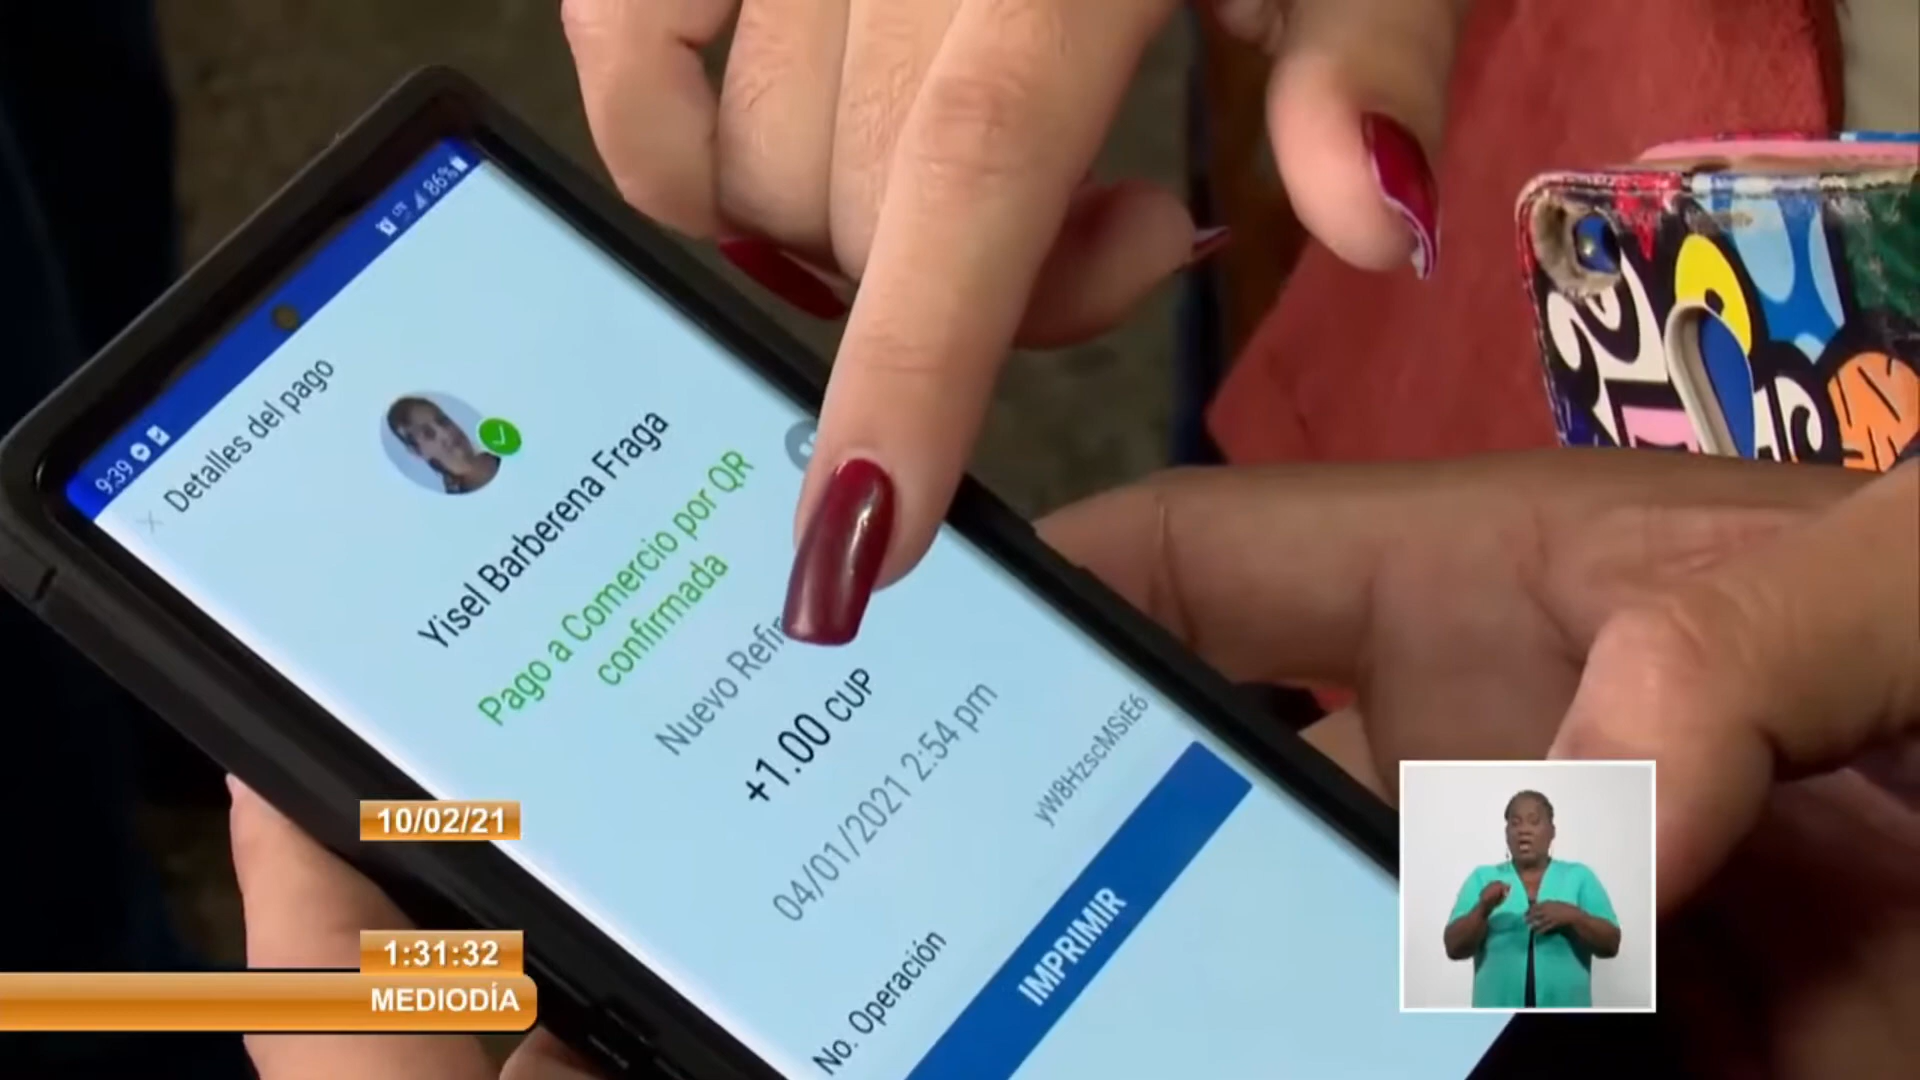 9:39
LTE
86%
Detalles del pago
Yisel Barberena Fraga
Pago a Comercio por QR
confirmada
Nuevo
+1.00 CUP
04/01/2021 2:54 pm
No. Operación
yW8HzscMSiE6
IMPRIMIR
10/02/21
1:31:32
MEDIODÍA